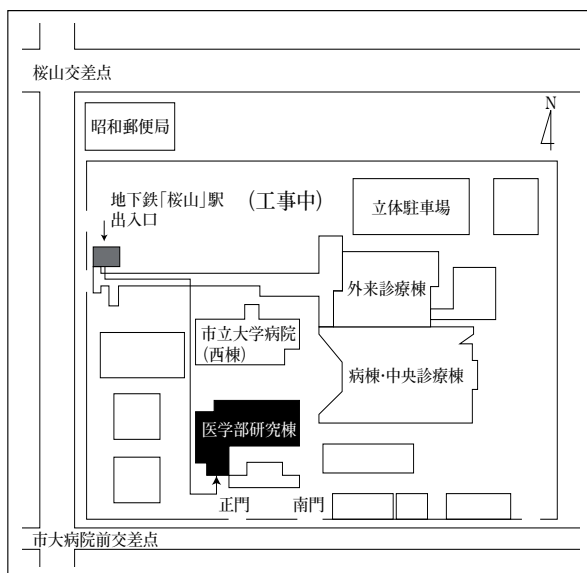 桜山交差点
N
昭和郵便局
地下鉄「桜山」駅
出入口
(工事中)
立体駐車場
外来診療棟
市立大学病院
(西棟)
病棟・中央診療棟
医学部研究棟
正門
南門
市大病院前交差点